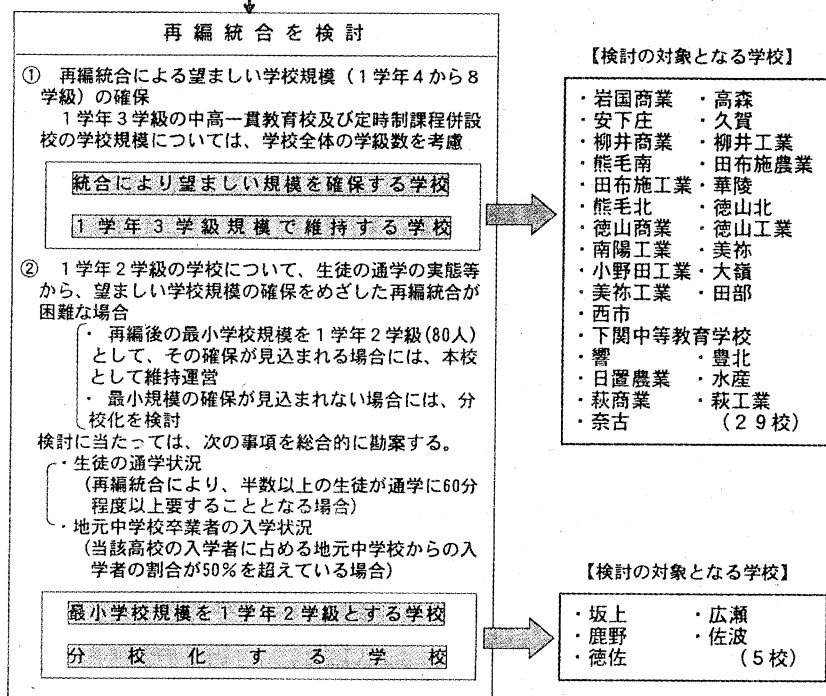 再編統合を検討
① 再編統合による望ましい学校規模（1学年4から8
学級）の確保
1学年3学級の中高一貫教育校及び定時制課程併設
校の学校規模については、学校全体の学級数を考慮
統合により望ましい規模を確保する学校
1学年3学級規模で維持する学校
② 1学年2学級の学校について、生徒の通学の実態等
から、望ましい学校規模の確保をめざした再編統合が
困難な場合
・ 再編後の最小学校規模を1学年2学級(80人)
として、その確保が見込まれる場合には、本校
として維持運営
・ 最小規模の確保が見込まれない場合には、分
校化を検討
検討に当たっては、次の事項を総合的に勘案する。
・生徒の通学状況
(再編統合により、半数以上の生徒が通学に60分
程度以上要することとなる場合)
・地元中学校卒業者の入学状況
(当該高校の入学者に占める地元中学校からの入
学者の割合が50%を超えている場合)
最小学校規模を1学年2学級とする学校
分校化する学校
【検討の対象となる学校】
・岩国商業 ・高森
・安下庄 ・久賀
・柳井商業 ・柳井工業
・熊毛南 ・田布施農業
・田布施工業 ・華陵
・熊毛北 ・徳山北
・徳山商業 ・徳山工業
・南陽工業 ・美祢
・小野田工業 ・大嶺
・美祢工業 ・田部
・西市
・下関中等教育学校
・響 ・豊北
・日置農業 ・水産
・萩商業 ・萩工業
・奈古 （29校）
【検討の対象となる学校】
・坂上 ・広瀬
・鹿野 ・佐波
・徳佐 （5校）